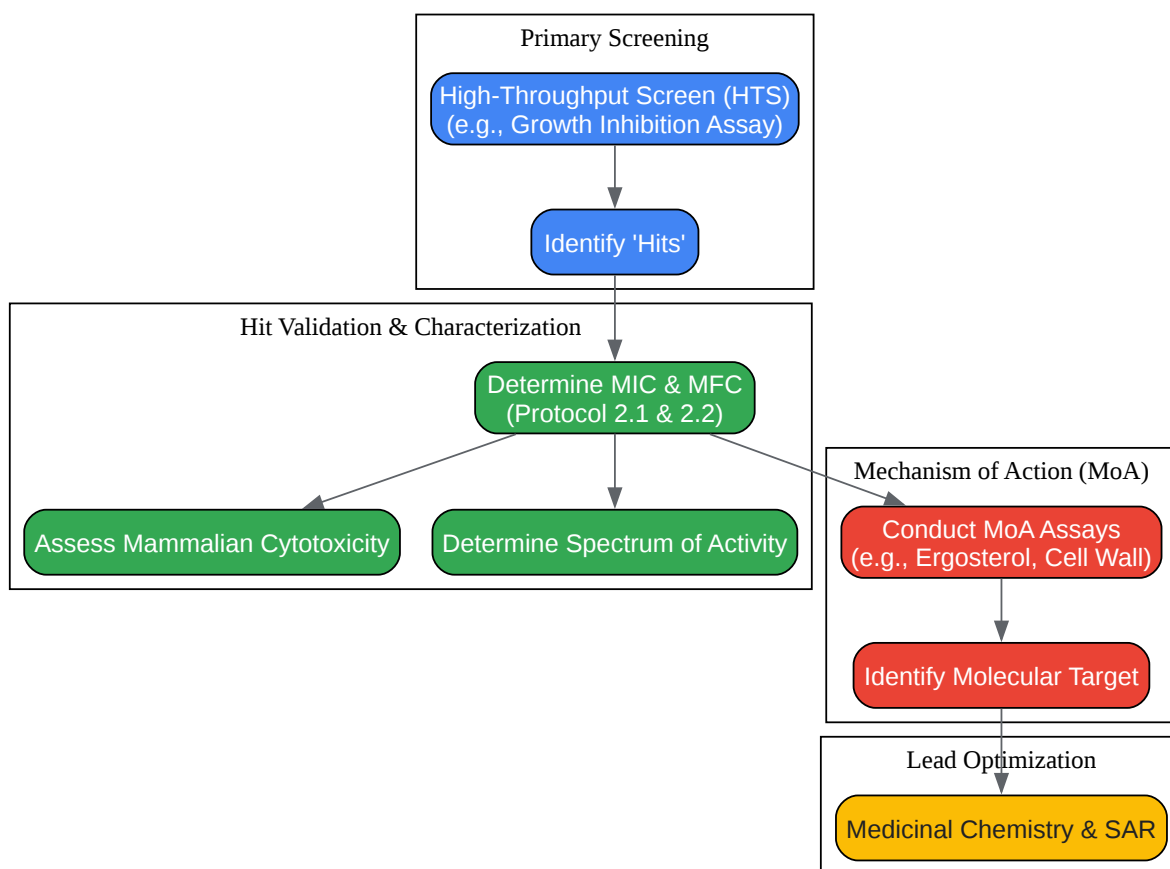 Primary Screening
High-Throughput Screen (HTS)
(e.g., Growth Inhibition Assay)
Identify 'Hits'
Hit Validation & Characterization
Determine MIC & MFC
(Protocol 2.1 & 2.2)
Assess Mammalian Cytotoxicity
Determine Spectrum of Activity
Mechanism of Action (MoA)
Conduct MoA Assays
(e.g., Ergosterol, Cell Wall)
Identify Molecular Target
Lead Optimization
Medicinal Chemistry & SAR